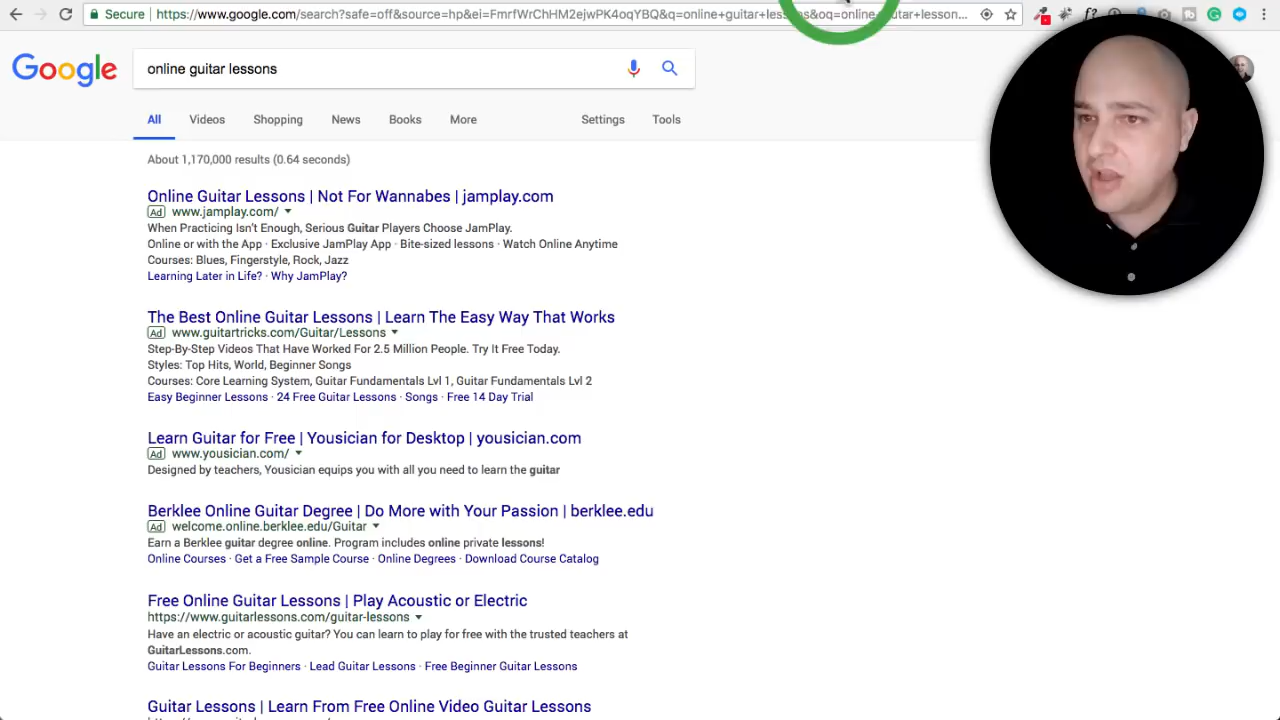 Secure | https://www.google.com/search?safe=off&source=hp&ei=FmrfWrChHM2ejwPK4oqYBQ&q=online+guitar+lessons&oq=online guitar+lesson...
Google
online guitar lessons
All Videos Shopping News Books More Settings Tools
About 1,170,000 results (0.64 seconds)
Online Guitar Lessons | Not For Wannabes | jamplay.com
Ad www.jamplay.com/
When Practicing Isn't Enough, Serious Guitar Players Choose JamPlay.
Online or with the App · Exclusive JamPlay App · Bite-sized lessons · Watch Online Anytime
Courses: Blues, Fingerstyle, Rock, Jazz
Learning Later in Life? · Why JamPlay?
The Best Online Guitar Lessons | Learn The Easy Way That Works
Ad www.guitartricks.com/Guitar/Lessons
Step-By-Step Videos That Have Worked For 2.5 Million People. Try It Free Today.
Styles: Top Hits, World, Beginner Songs
Courses: Core Learning System, Guitar Fundamentals Lvl 1, Guitar Fundamentals Lvl 2
Easy Beginner Lessons · 24 Free Guitar Lessons · Songs · Free 14 Day Trial
Learn Guitar for Free | Yousician for Desktop | yousician.com
Ad www.yousician.com/
Designed by teachers, Yousician equips you with all you need to learn the guitar
Berklee Online Guitar Degree | Do More with Your Passion | berklee.edu
Ad welcome.online.berklee.edu/Guitar
Earn a Berklee guitar degree online. Program includes online private lessons!
Online Courses · Get a Free Sample Course · Online Degrees · Download Course Catalog
Free Online Guitar Lessons | Play Acoustic or Electric
https://www.guitarlessons.com/guitar-lessons
Have an electric or acoustic guitar? You can learn to play for free with the trusted teachers at
GuitarLessons.com.
Guitar Lessons For Beginners · Lead Guitar Lessons · Free Beginner Guitar Lessons
Guitar Lessons | Learn From Free Online Video Guitar Lessons